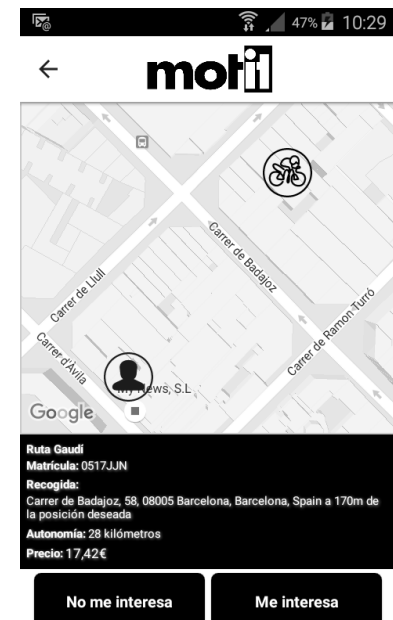 47% 10:29
motit
Carrer de Badajoz
Carrer de Llull
Carrer de Ramon Turró
Carrer d'Àvila
My News, S.L
Google
Ruta Gaudí
Matrícula: 0517JJN
Recogida:
Carrer de Badajoz, 58, 08005 Barcelona, Barcelona, Spain a 170m de
la posición deseada
Autonomía: 28 kilómetros
Precio: 17,42€
No me interesa Me interesa